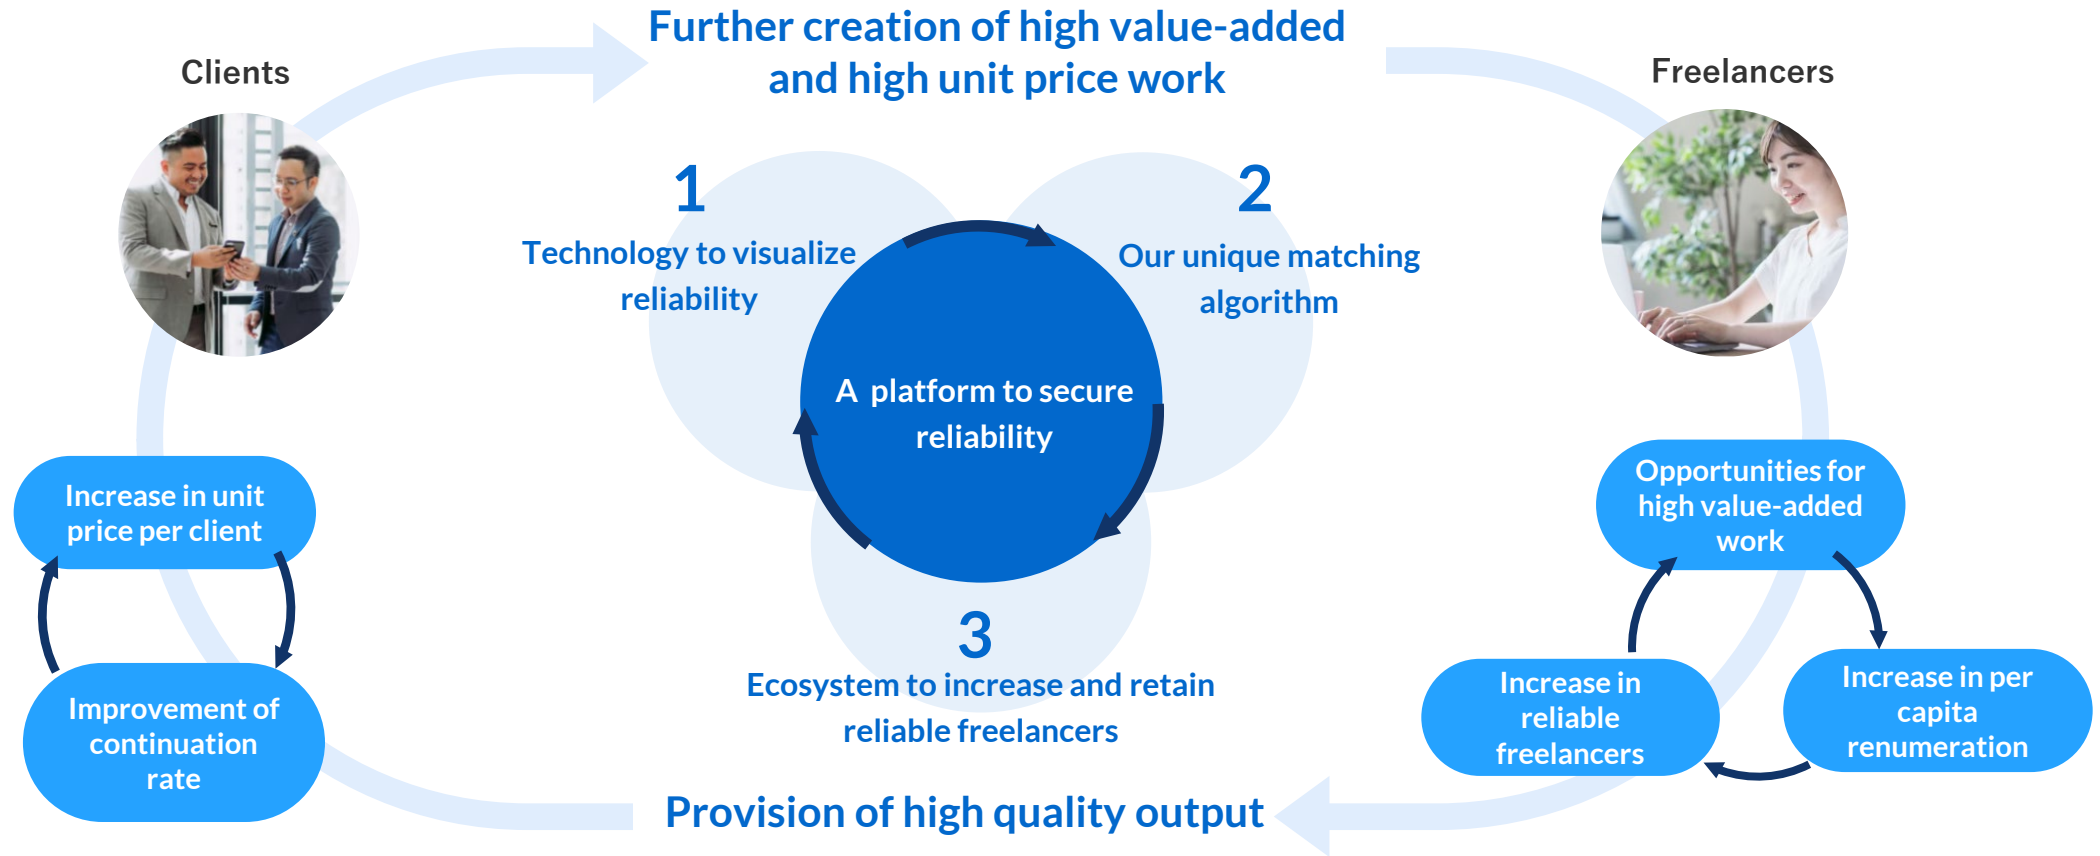 Further creation of high value-added
and high unit price work
Clients
Freelancers
1
Technology to visualize
reliability
2
Our unique matching
algorithm
A platform to secure
reliability
3
Ecosystem to increase and retain
reliable freelancers
Increase in unit
price per client
Improvement of
continuation
rate
Opportunities for
high value-added
work
Increase in
reliable
freelancers
Increase in per
capita
renumeration
Provision of high quality output